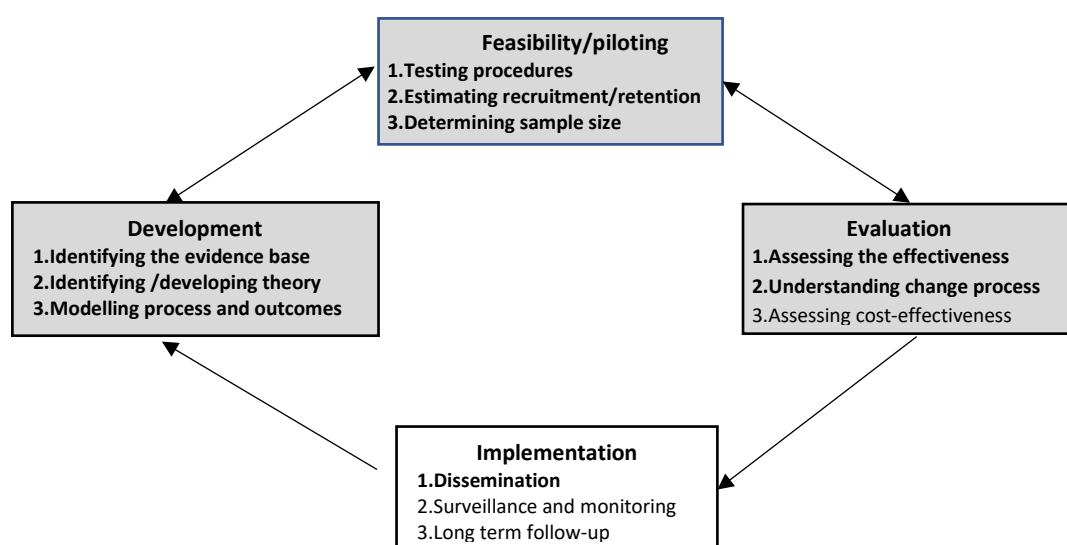 Feasibility/piloting
1.Testing procedures
2.Estimating recruitment/retention
3.Determining sample size
Development
1.Identifying the evidence base
2.Identifying /developing theory
3.Modelling process and outcomes
Evaluation
1.Assessing the effectiveness
2.Understanding change process
3.Assessing cost-effectiveness
Implementation
1.Dissemination
2.Surveillance and monitoring
3.Long term follow-up